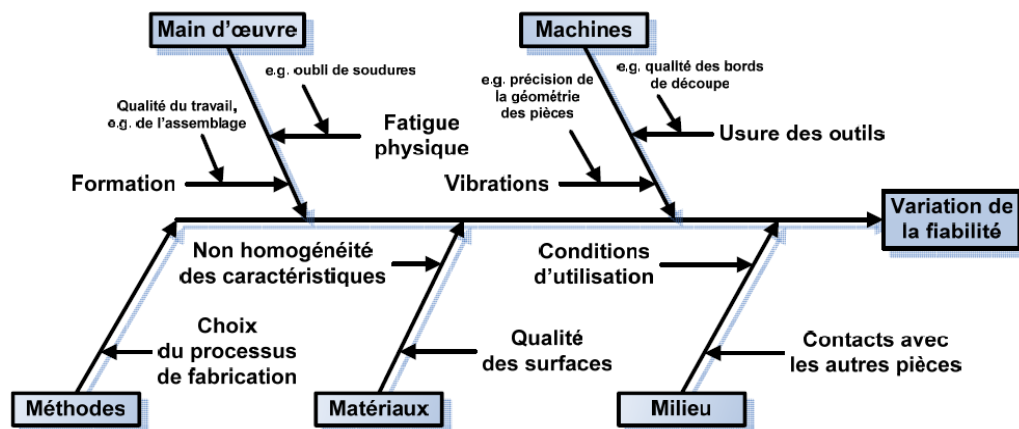 Main d'œuvre
Machines
e.g. oubli de soudures
e.g. précision de
la géométrie
des pièces
e.g. qualité des bords
de découpe
Qualité du travail,
e.g. de l'assemblage
Fatigue
physique
Usure des outils
Formation
Vibrations
Variation de
la fiabilité
Non homogénéité
des caractéristiques
Conditions
d'utilisation
Choix
du processus
de fabrication
Qualité
des surfaces
Contacts avec
les autres pièces
Méthodes
Matériaux
Milieu